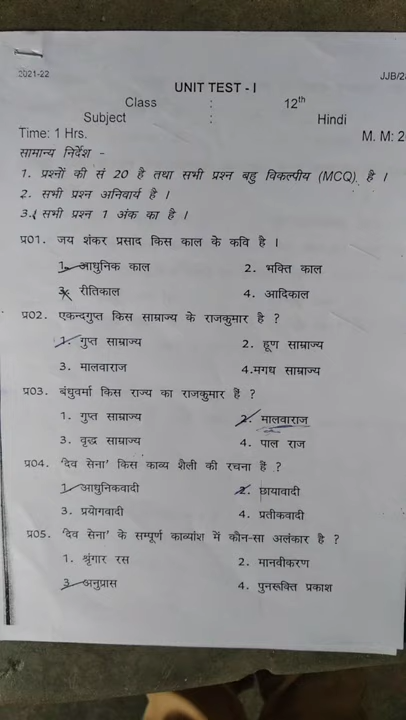 2021-22
JJB/2
UNIT TEST - I
Class : 12th
Subject : Hindi
Time: 1 Hrs.
M. M: 2
सामान्य निर्देश -
1. प्रश्नों की सं 20 है तथा सभी प्रश्न बहु विकल्पीय (MCQ) है ।
2. सभी प्रश्न अनिवार्य है ।
3. सभी प्रश्न 1 अंक का है ।
प्र01. जय शंकर प्रसाद किस काल के कवि है ।
1. आधुनिक काल 2. भक्ति काल
3. रीतिकाल 4. आदिकाल
प्र02. एकन्दगुप्त किस साम्राज्य के राजकुमार है ?
1. गुप्त साम्राज्य 2. हूण साम्राज्य
3. मालवाराज 4.मगध साम्राज्य
प्र03. बंधुवर्मा किस राज्य का राजकुमार हैं ?
1. गुप्त साम्राज्य 2. मालवाराज
3. वृद्ध साम्राज्य 4. पाल राज
प्र04. 'दिव सेना' किस काव्य शैली की रचना है ?
1. आधुनिकवादी 2. छायावादी
3. प्रयोगवादी 4. प्रतीकवादी
प्र05. 'दिव सेना' के सम्पूर्ण काव्यांश में कौन-सा अलंकार है ?
1. श्रृंगार रस 2. मानवीकरण
3. अनुप्रास 4. पुनरूक्ति प्रकाश